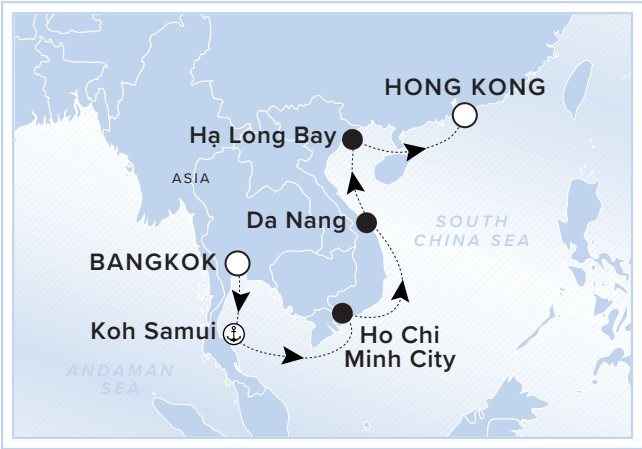 HONG KONG
Hạ Long Bay
ASIA
Da Nang
SOUTH
CHINA SEA
BANGKOK
Koh Samui
Ho Chi
Minh City
ANDAMAN
SEA